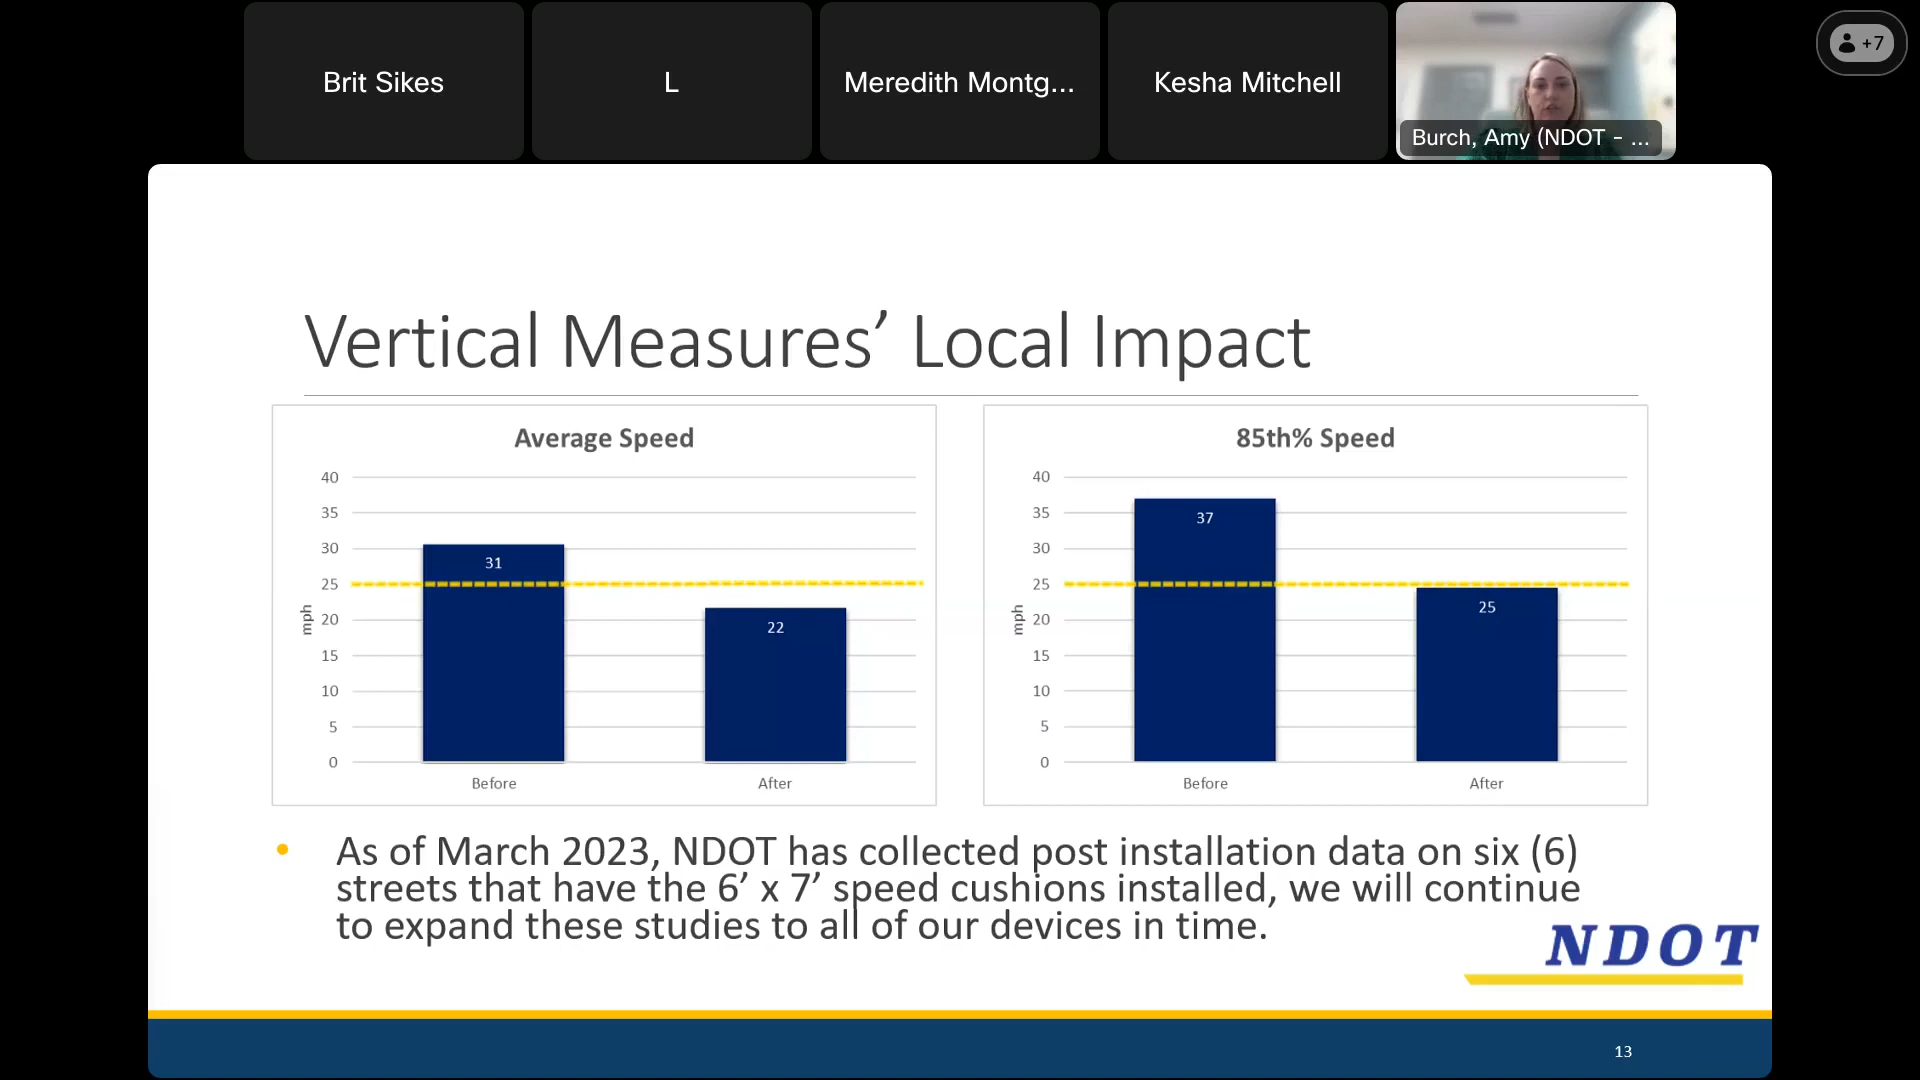 Brit Sikes
L
Meredith Montg...
Kesha Mitchell
Burch, Amy (NDOT - ...
+7
Vertical Measures’ Local Impact
Average Speed
40
35
30
25
20
15
10
5
0
mph
31
22
Before
After
85th% Speed
40
35
30
25
20
15
10
5
0
mph
37
25
Before
After
• As of March 2023, NDOT has collected post installation data on six (6)
streets that have the 6’ x 7’ speed cushions installed, we will continue
to expand these studies to all of our devices in time.
NDOT
13